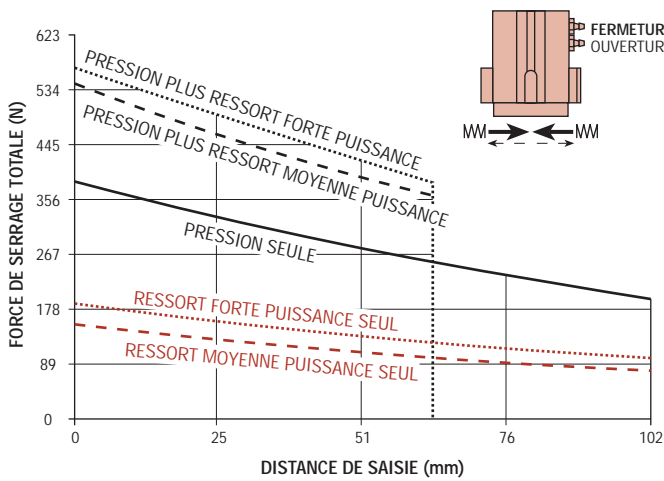 FERMETUR
OUVERTUR
FORCE DE SERRAGE TOTALE (N)
623
534
445
356
267
178
89
0
PRESSION PLUS RESSORT FORTE PUISSANCE
PRESSION PLUS RESSORT MOYENNE PUISSANCE
PRESSION SEULE
RESSORT FORTE PUISSANCE SEUL
RESSORT MOYENNE PUISSANCE SEUL
0
25
51
76
102
DISTANCE DE SAISIE (mm)